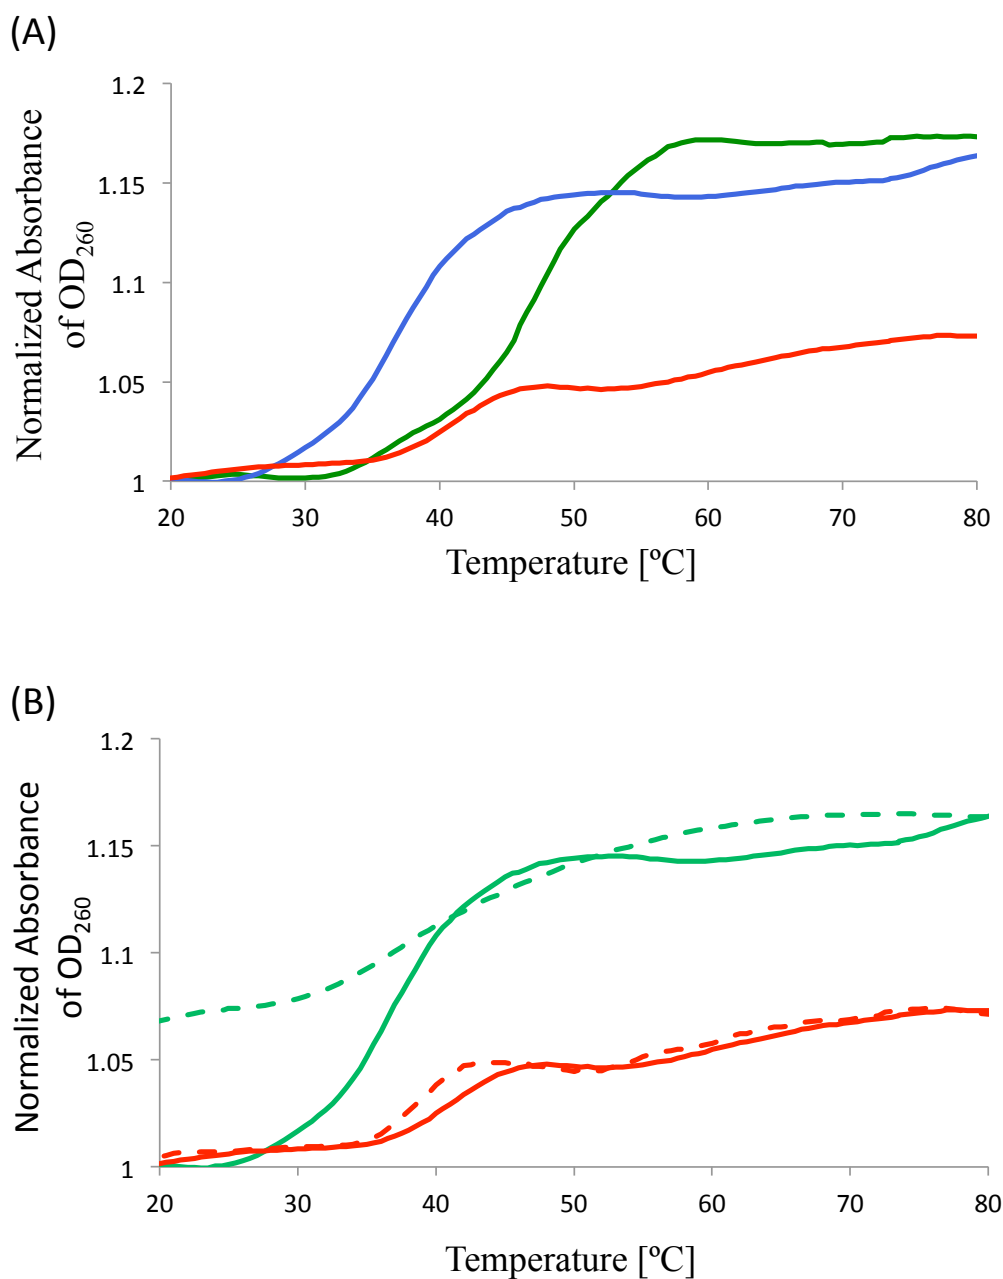 (A)
Normalized Absorbance
of OD260
1.2
1.15
1.1
1.05
1
20 30 40 50 60 70 80
Temperature [ºC]
(B)
Normalized Absorbance
of OD260
1.2
1.15
1.1
1.05
1
20 30 40 50 60 70 80
Temperature [ºC]